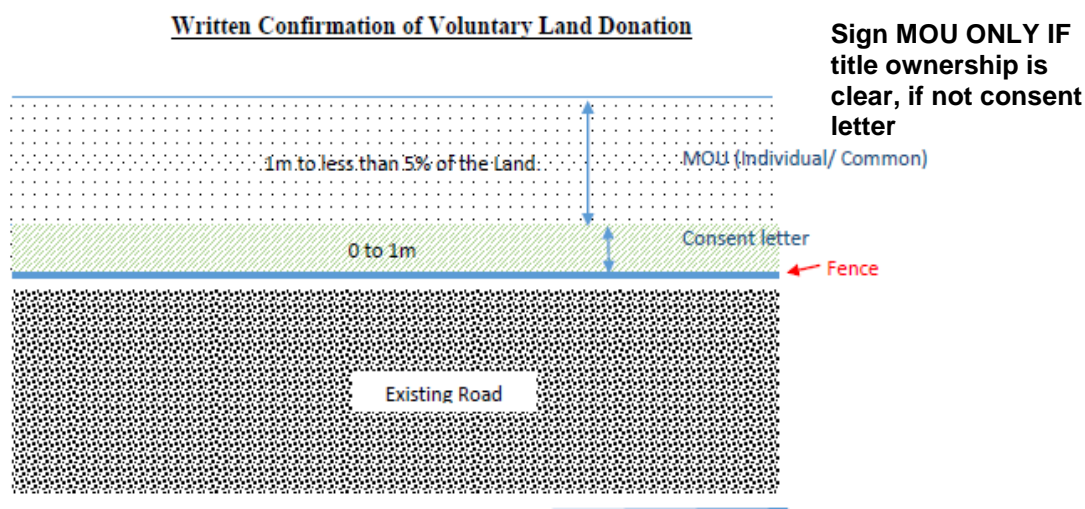 Written Confirmation of Voluntary Land Donation
Sign MOU ONLY IF
title ownership is
clear, if not consent
letter
1m to less than 5% of the Land
MOU (Individual/ Common)
0 to 1m
Consent letter
Fence
Existing Road